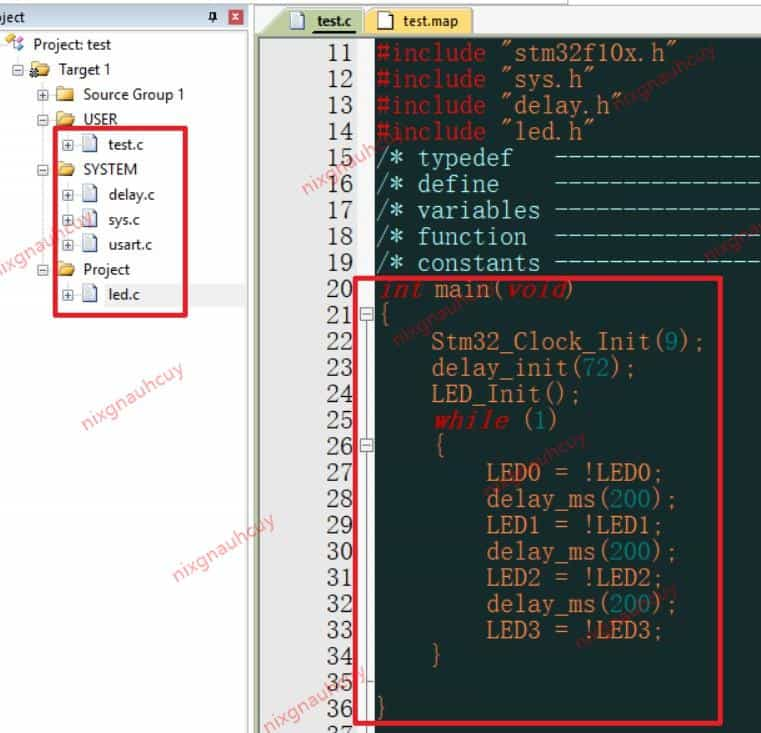 ject
Project: test
Target 1
Source Group 1
USER
test.c
SYSTEM
delay.c
sys.c
usart.c
Project
led.c
test.c test.map
11 #include "stm32f10x.h"
12 #include "sys.h"
13 #include "delay.h"
14 #include "led.h"
15 /* typedef ---------------
16 /* define ---------------
17 /* variables ---------------
18 /* function ---------------
19 /* constants ---------------
20 int main(void)
21 {
22 Stm32_Clock_Init(9);
23 delay_init(72);
24 LED_Init();
25 while (1)
26 {
27 LED0 = !LED0;
28 delay_ms(200);
29 LED1 = !LED1;
30 delay_ms(200);
31 LED2 = !LED2;
32 delay_ms(200);
33 LED3 = !LED3;
34 }
35
36 }
37
nixgnauhcuy
nixgnauhcuy
nixgnauhcuy
nixgnauhcuy
nixgnauhcuy
nixgnauhcuy
nixgnauhcuy
nixgnauhcuy
nixgnauhcuy
nixgnauhcuy